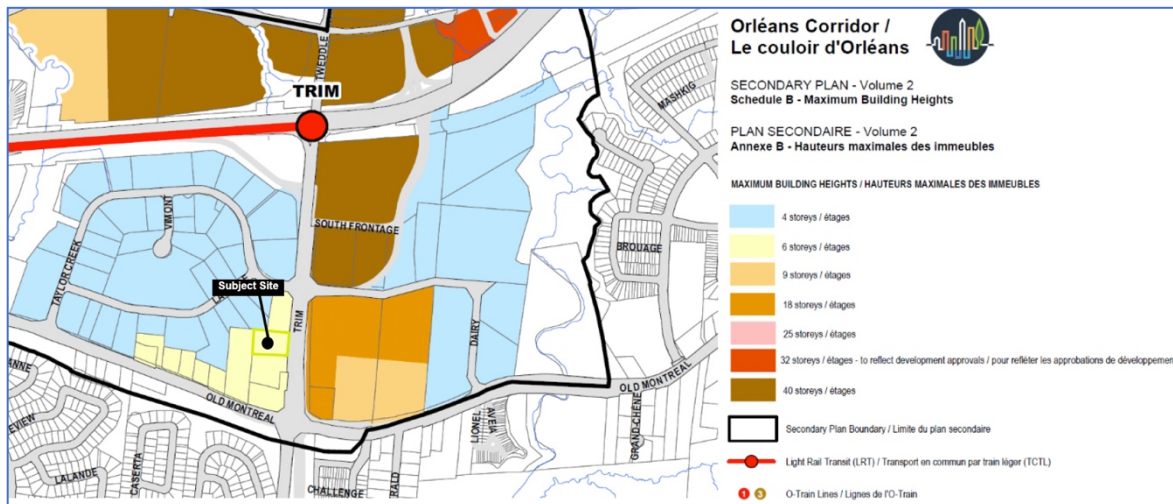 TWEDDLE
TRIM
MASHKIG
SOUTH FRONTAGE
VIMONT
TAYLOR CREEK
BROUAGE
Subject Site
TRIM
DAIRY
OLD MONTREAL
OLD MONTREAL
LIONEL
AVEIA
GRAND-CHÊNE
LALANDE
CASERTA
CHALLENGE
Orléans Corridor /
Le couloir d'Orléans
SECONDARY PLAN - Volume 2
Schedule B - Maximum Building Heights
PLAN SECONDAIRE - Volume 2
Annexe B - Hauteurs maximales des immeubles
MAXIMUM BUILDING HEIGHTS / HAUTEURS MAXIMALES DES IMMEUBLES
4 storeys / étages
6 storeys / étages
9 storeys / étages
18 storeys / étages
25 storeys / étages
32 storeys / étages - to reflect development approvals / pour refléter les approbations de développement
40 storeys / étages
Secondary Plan Boundary / Limite du plan secondaire
Light Rail Transit (LRT) / Transport en commun par train léger (TCTL)
1 3 O-Train Lines / Lignes de l'O-Train